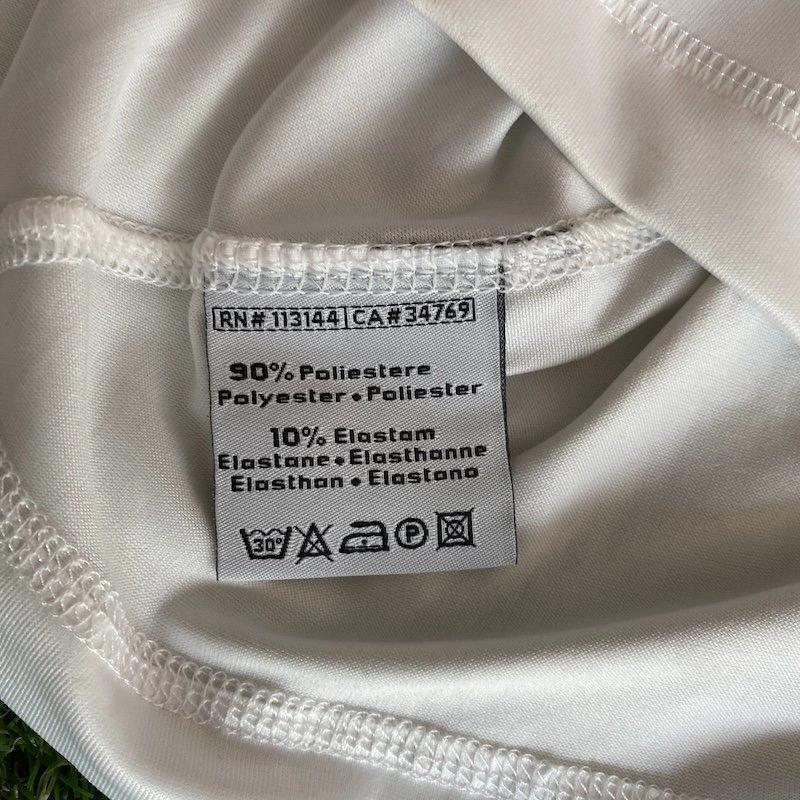 RN# 113144 CA# 34769
90% Poliestere
Polyester • Poliester
10% Elastam
Elastane • Elasthanne
Elasthan • Elastano
30° P